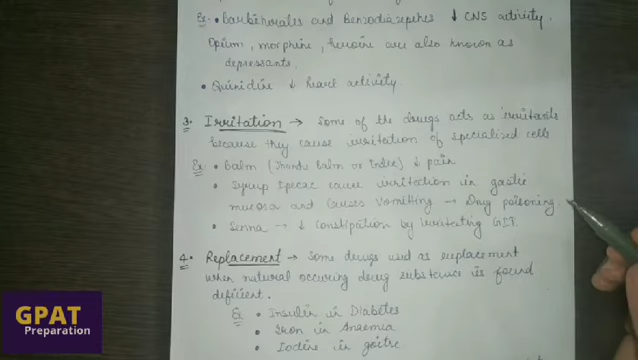 Ex. • barbiturates and Benzodiazepines ↓ CNS activity.
Opium, morphine, heroine are also known as
depressants.
• Quinidine ↓ heart activity
3. Irritation → Some of the drugs acts as irritants
because they cause irritation of specialized cells
Ex • Balm (Jhandu Balm or Iodex) ↓ pain
• Syrup Ipecac cause irritation in gastic
mucosa and causes vomiting → Drug poisoning
• Senna → ↓ constipation by irritating GIT.
4. Replacement → Some drugs used as replacement
when natural occuring drug substance is found
deficient.
Ex • Insulin in Diabetes
• Iron in Anaemia
• Iodine in goitre
GPAT
Preparation